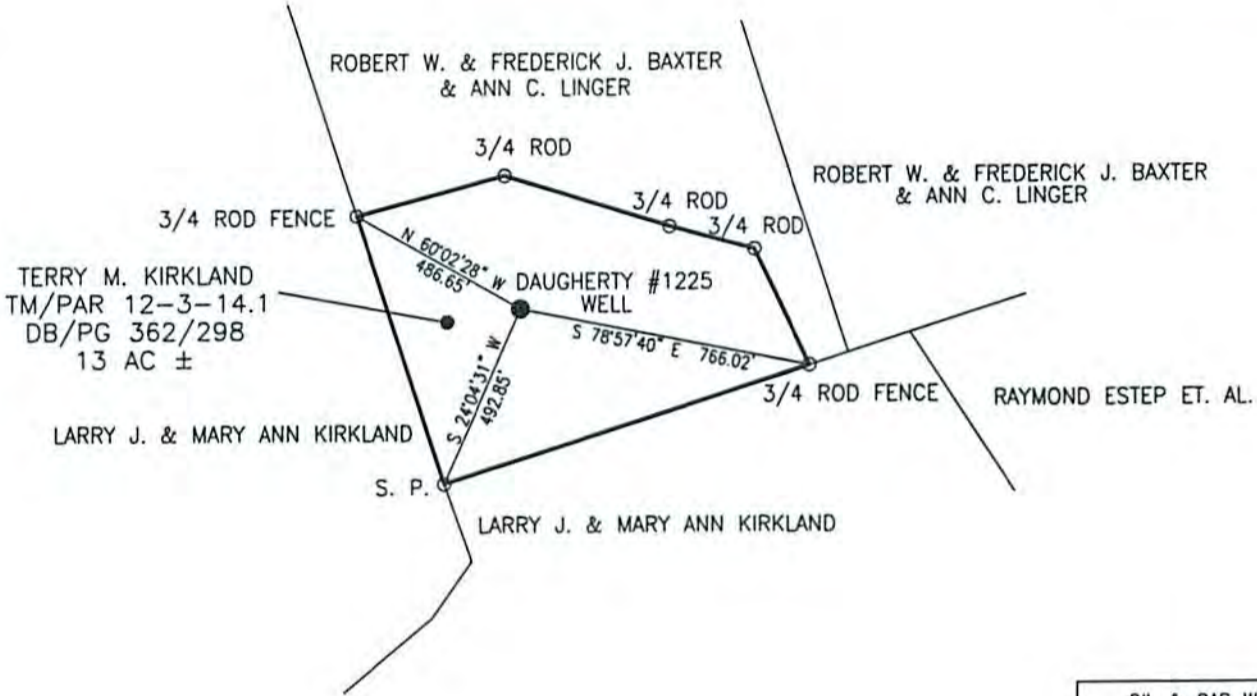 ROBERT W. & FREDERICK J. BAXTER
& ANN C. LINGER
3/4 ROD
ROBERT W. & FREDERICK J. BAXTER
& ANN C. LINGER
3/4 ROD
3/4 ROD
3/4 ROD FENCE
N 60°02'28" W
486.65'
DAUGHERTY #1225
WELL
TERRY M. KIRKLAND
TM/PAR 12-3-14.1
DB/PG 362/298
13 AC ±
S 78°57'40" E 766.02'
S 24°04'31" W
492.85'
3/4 ROD FENCE
RAYMOND ESTEP ET. AL.
LARRY J. & MARY ANN KIRKLAND
S. P.
LARRY J. & MARY ANN KIRKLAND